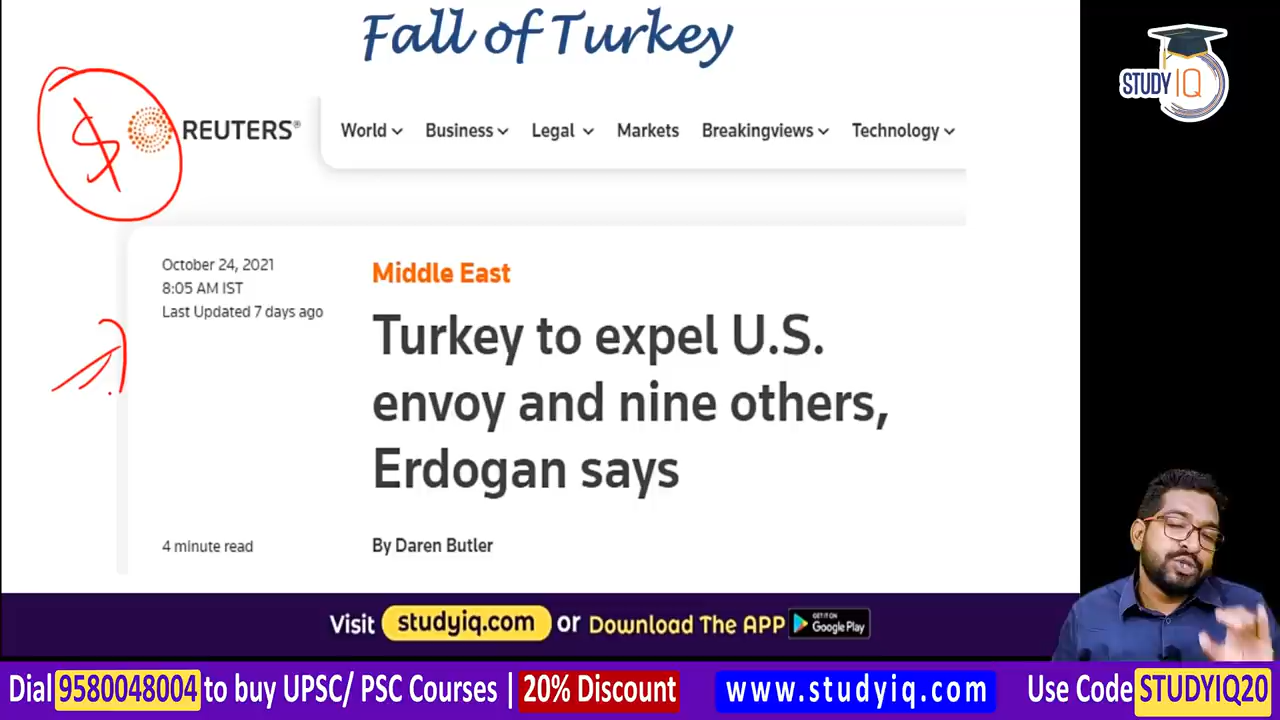 Fall of Turkey
STUDY IQ
$
REUTERS®
World
Business
Legal
Markets
Breakingviews
Technology
October 24, 2021
8:05 AM IST
Last Updated 7 days ago
Middle East
Turkey to expel U.S.
envoy and nine others,
Erdogan says
4 minute read
By Daren Butler
Visit studyiq.com or Download The APP GET IT ON Google Play
Dial 9580048004 to buy UPSC/ PSC Courses | 20% Discount www.studyiq.com Use Code STUDYIQ20